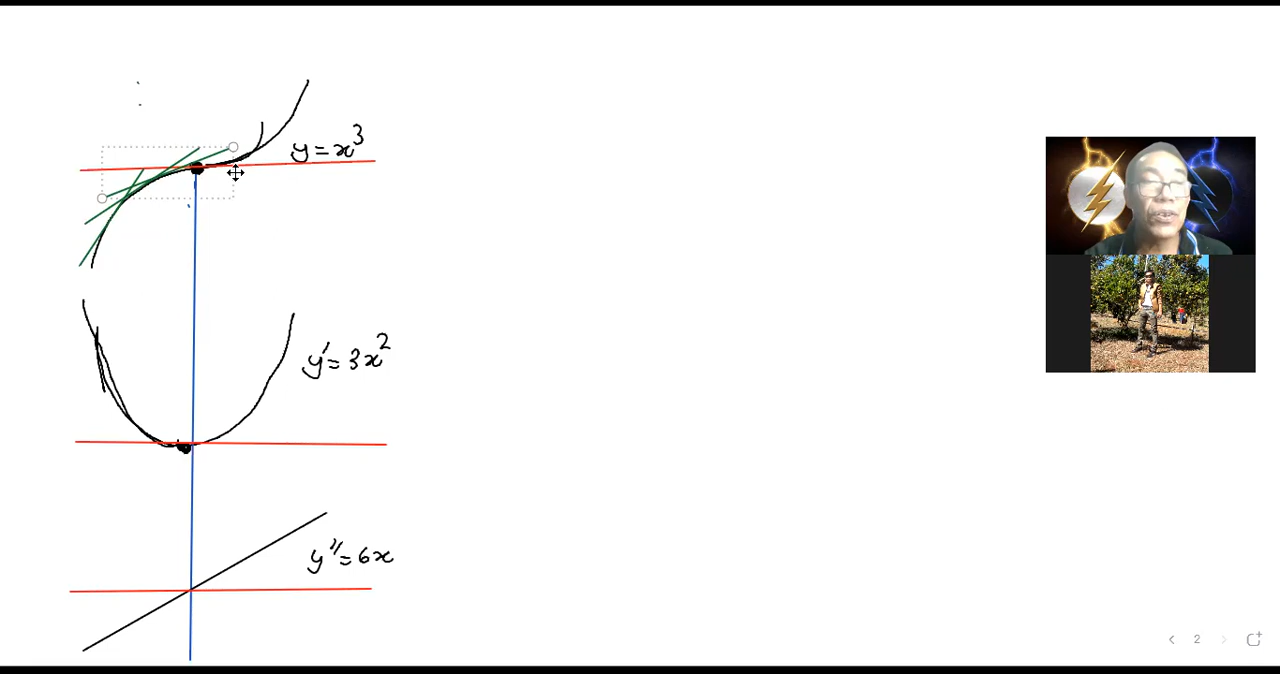 y = x³
y′ = 3x²
y″ = 6x
2